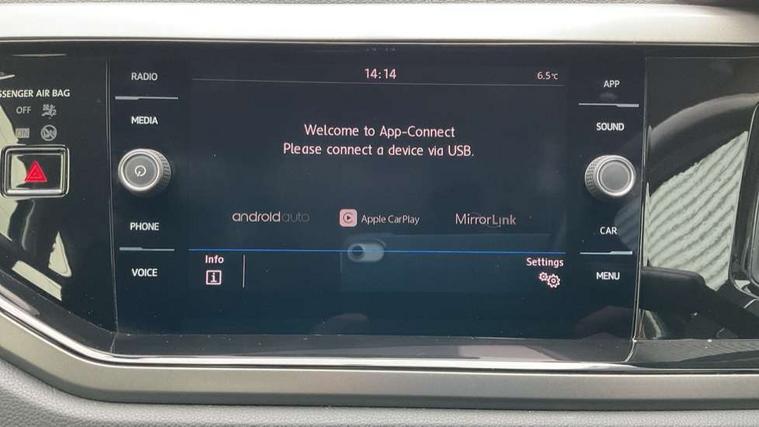 RADIO
14:14
6.5°C
APP
SSENGER AIR BAG
OFF
MEDIA
SOUND
Welcome to App-Connect
Please connect a device via USB.
androidauto
Apple CarPlay
MirrorLink
PHONE
CAR
Info
Settings
VOICE
MENU